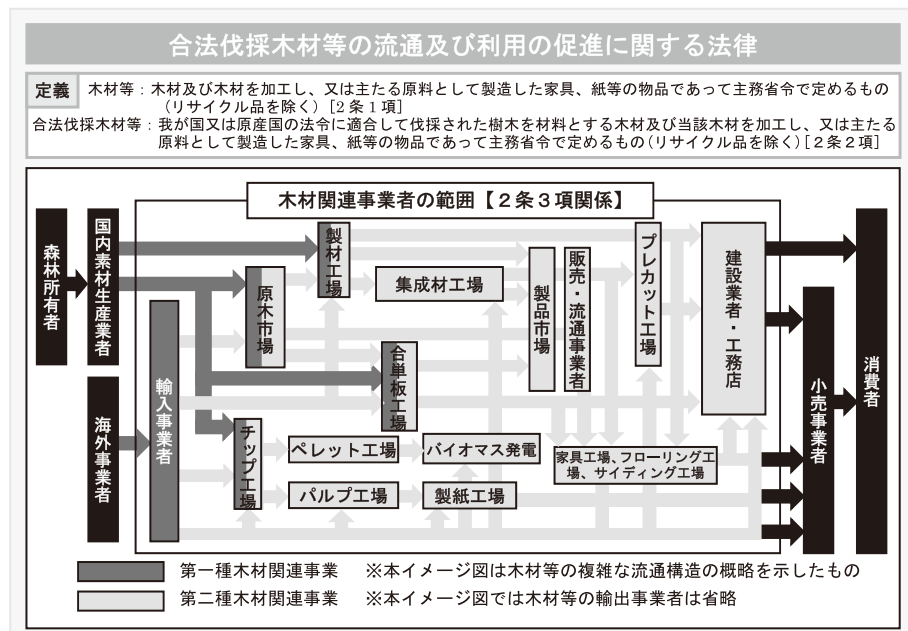 合法伐採木材等の流通及び利用の促進に関する法律
定義
木材等：木材及び木材を加工し、又は主たる原料として製造した家具、紙等の物品であって主務省令で定めるもの
（リサイクル品を除く）［２条１項］
合法伐採木材等：我が国又は原産国の法令に適合して伐採された樹木を材料とする木材及び当該木材を加工し、又は主たる
原料として製造した家具、紙等の物品であって主務省令で定めるもの（リサイクル品を除く）［２条２項］
木材関連事業者の範囲【２条３項関係】
森林所有者
国内素材生産業者
海外事業者
輸入事業者
原木市場
チップ工場
製材工場
集成材工場
合単板工場
ペレット工場
バイオマス発電
パルプ工場
製紙工場
製品市場
販売・流通事業者
家具工場、フローリング工
場、サイディング工場
プレカット工場
建設業者・工務店
小売事業者
消費者
第一種木材関連事業
※本イメージ図は木材等の複雑な流通構造の概略を示したもの
第二種木材関連事業
※本イメージ図では木材等の輸出事業者は省略